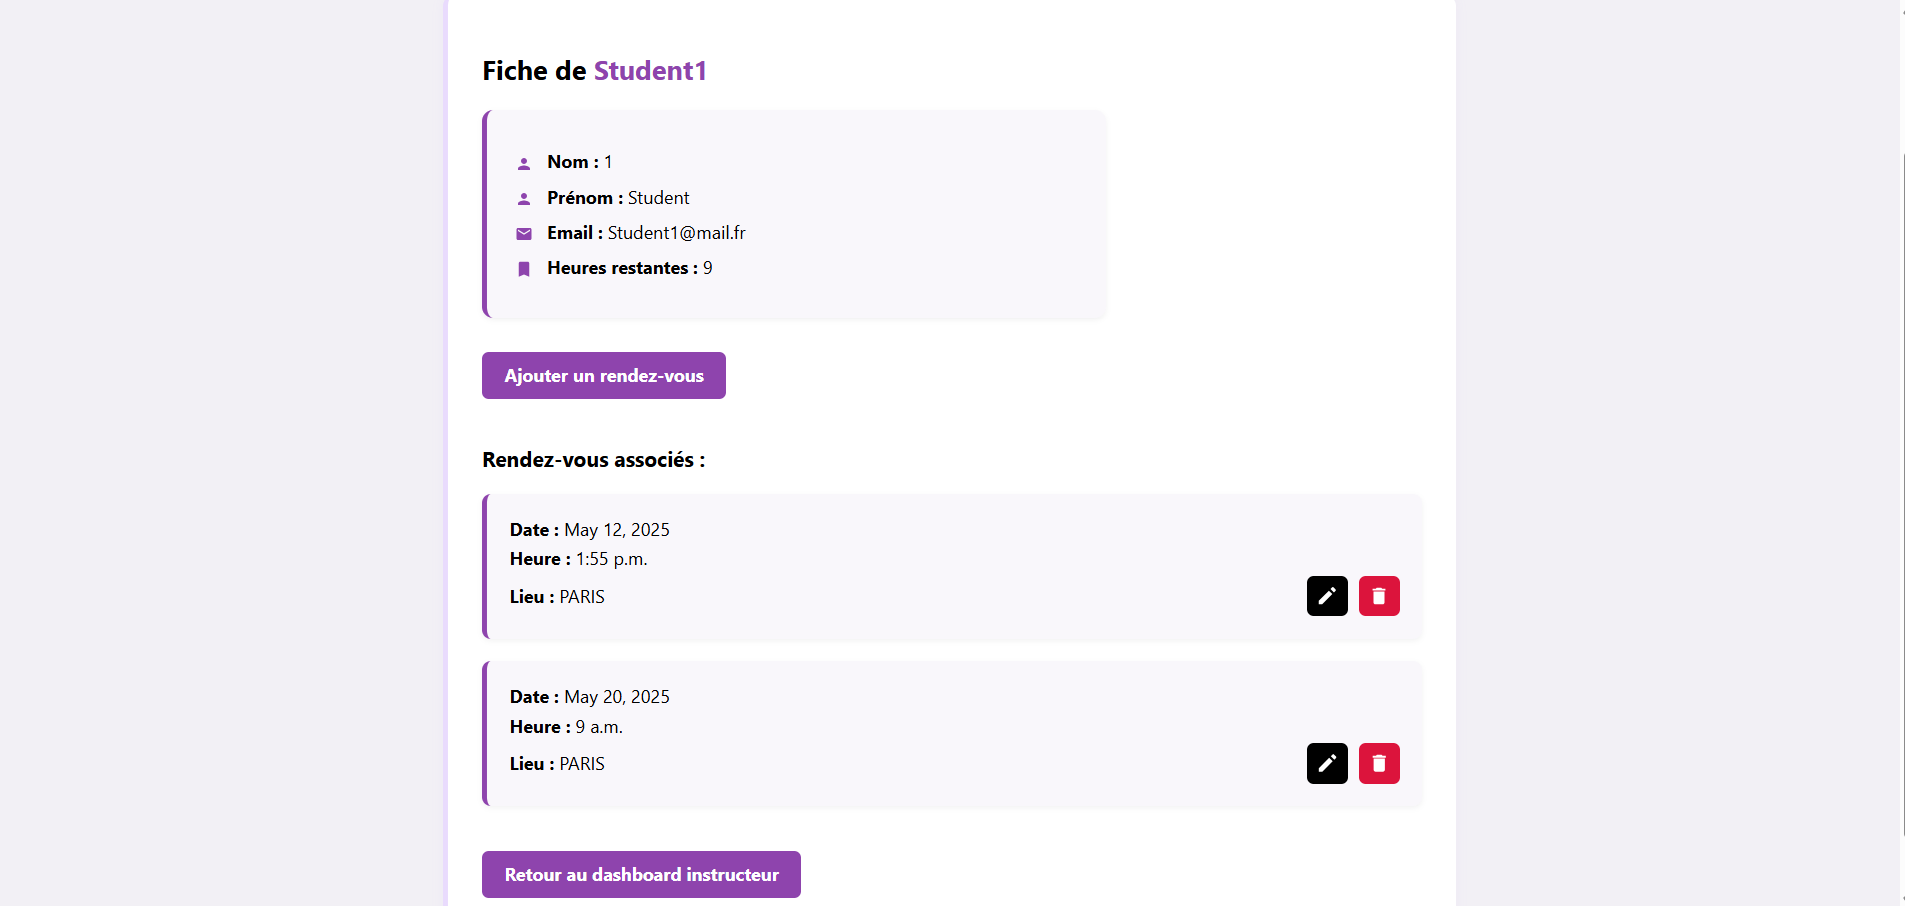 Fiche de Student1
Nom : 1
Prénom : Student
Email : Student1@mail.fr
Heures restantes : 9
Ajouter un rendez-vous
Rendez-vous associés :
Date : May 12, 2025
Heure : 1:55 p.m.
Lieu : PARIS
Date : May 20, 2025
Heure : 9 a.m.
Lieu : PARIS
Retour au dashboard instructeur